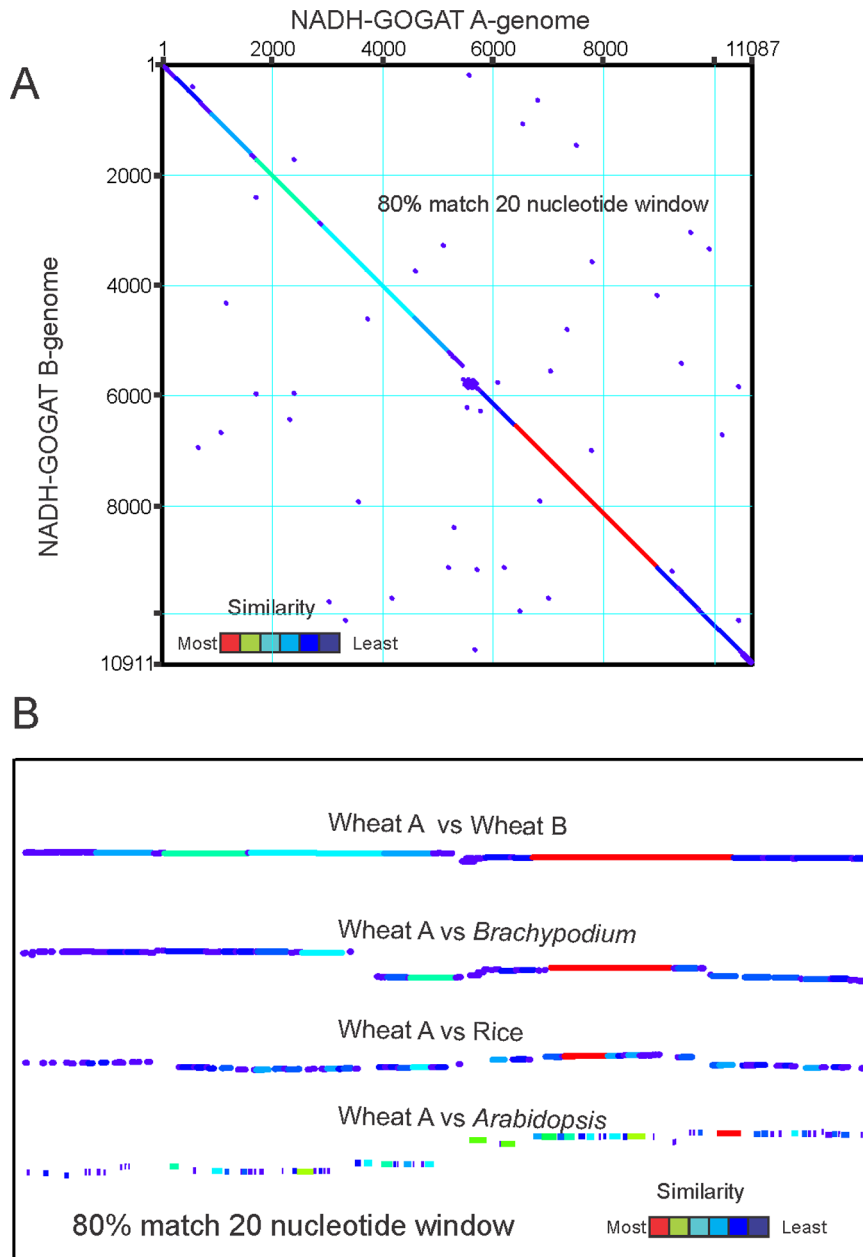 NADH-GOGAT A-genome
1 2000 4000 6000 8000 11087
A
1
2000
4000
6000
8000
10911
NADH-GOGAT B-genome
80% match 20 nucleotide window
Similarity
Most Least
B
Wheat A vs Wheat B
Wheat A vs Brachypodium
Wheat A vs Rice
Wheat A vs Arabidopsis
80% match 20 nucleotide window
Similarity
Most Least